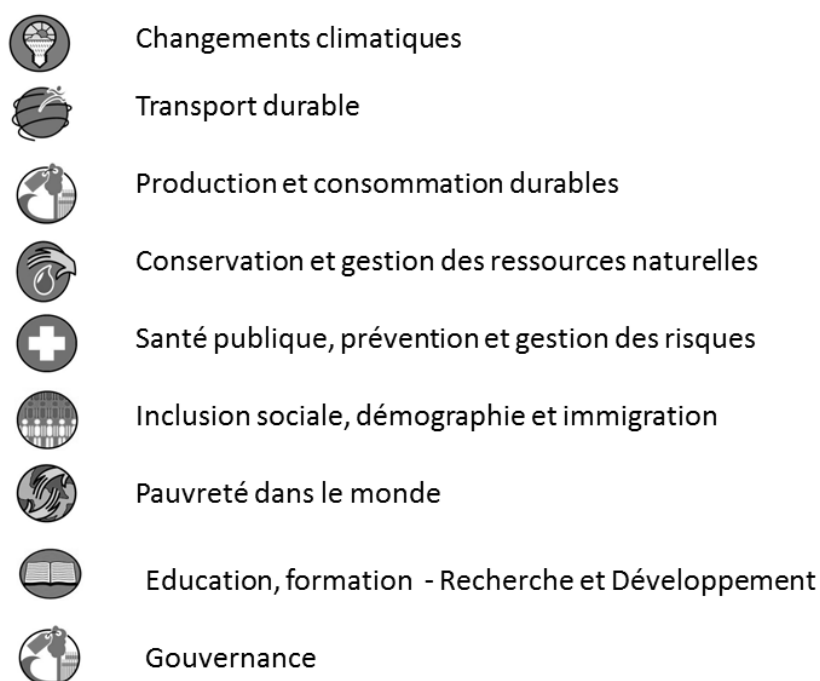 Changements climatiques
Transport durable
Production et consommation durables
Conservation et gestion des ressources naturelles
Santé publique, prévention et gestion des risques
Inclusion sociale, démographie et immigration
Pauvreté dans le monde
Education, formation - Recherche et Développement
Gouvernance